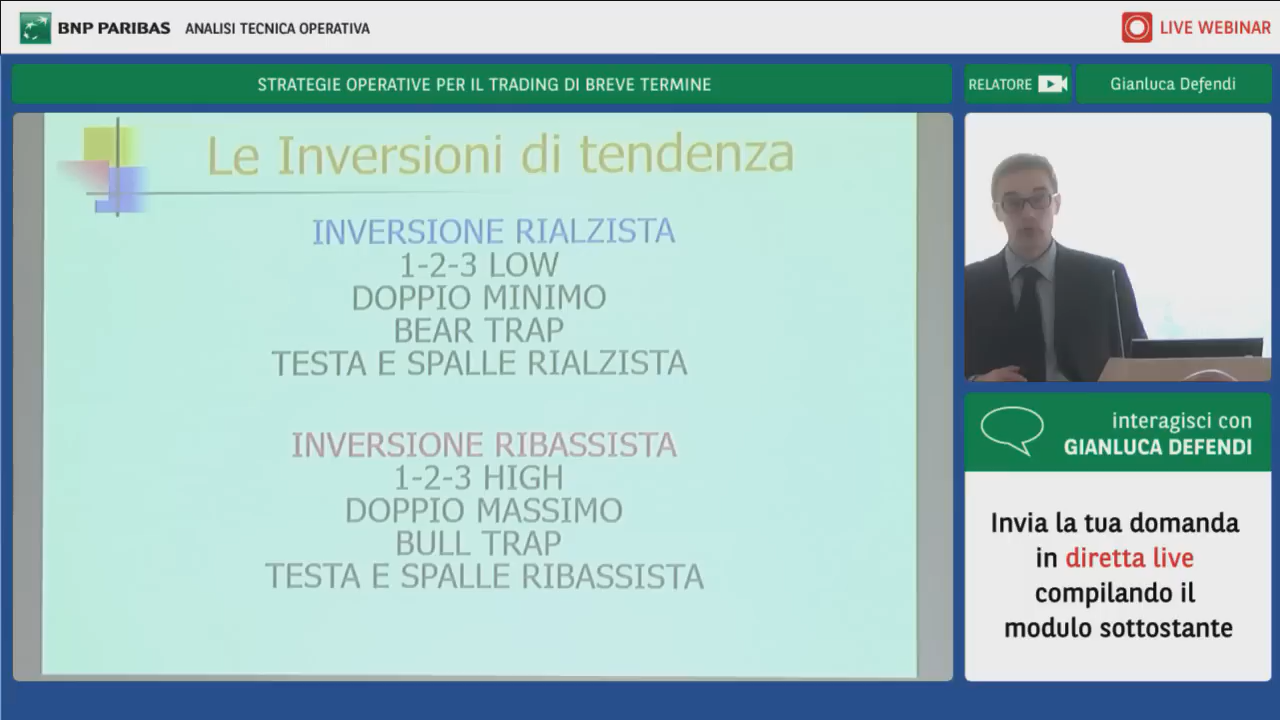 BNP PARIBAS ANALISI TECNICA OPERATIVA
LIVE WEBINAR
STRATEGIE OPERATIVE PER IL TRADING DI BREVE TERMINE
RELATORE
Gianluca Defendi
Le Inversioni di tendenza
INVERSIONE RIALZISTA
1-2-3 LOW
DOPPIO MINIMO
BEAR TRAP
TESTA E SPALLE RIALZISTA
INVERSIONE RIBASSISTA
1-2-3 HIGH
DOPPIO MASSIMO
BULL TRAP
TESTA E SPALLE RIBASSISTA
interagisci con
GIANLUCA DEFENDI
Invia la tua domanda
in diretta live
compilando il
modulo sottostante